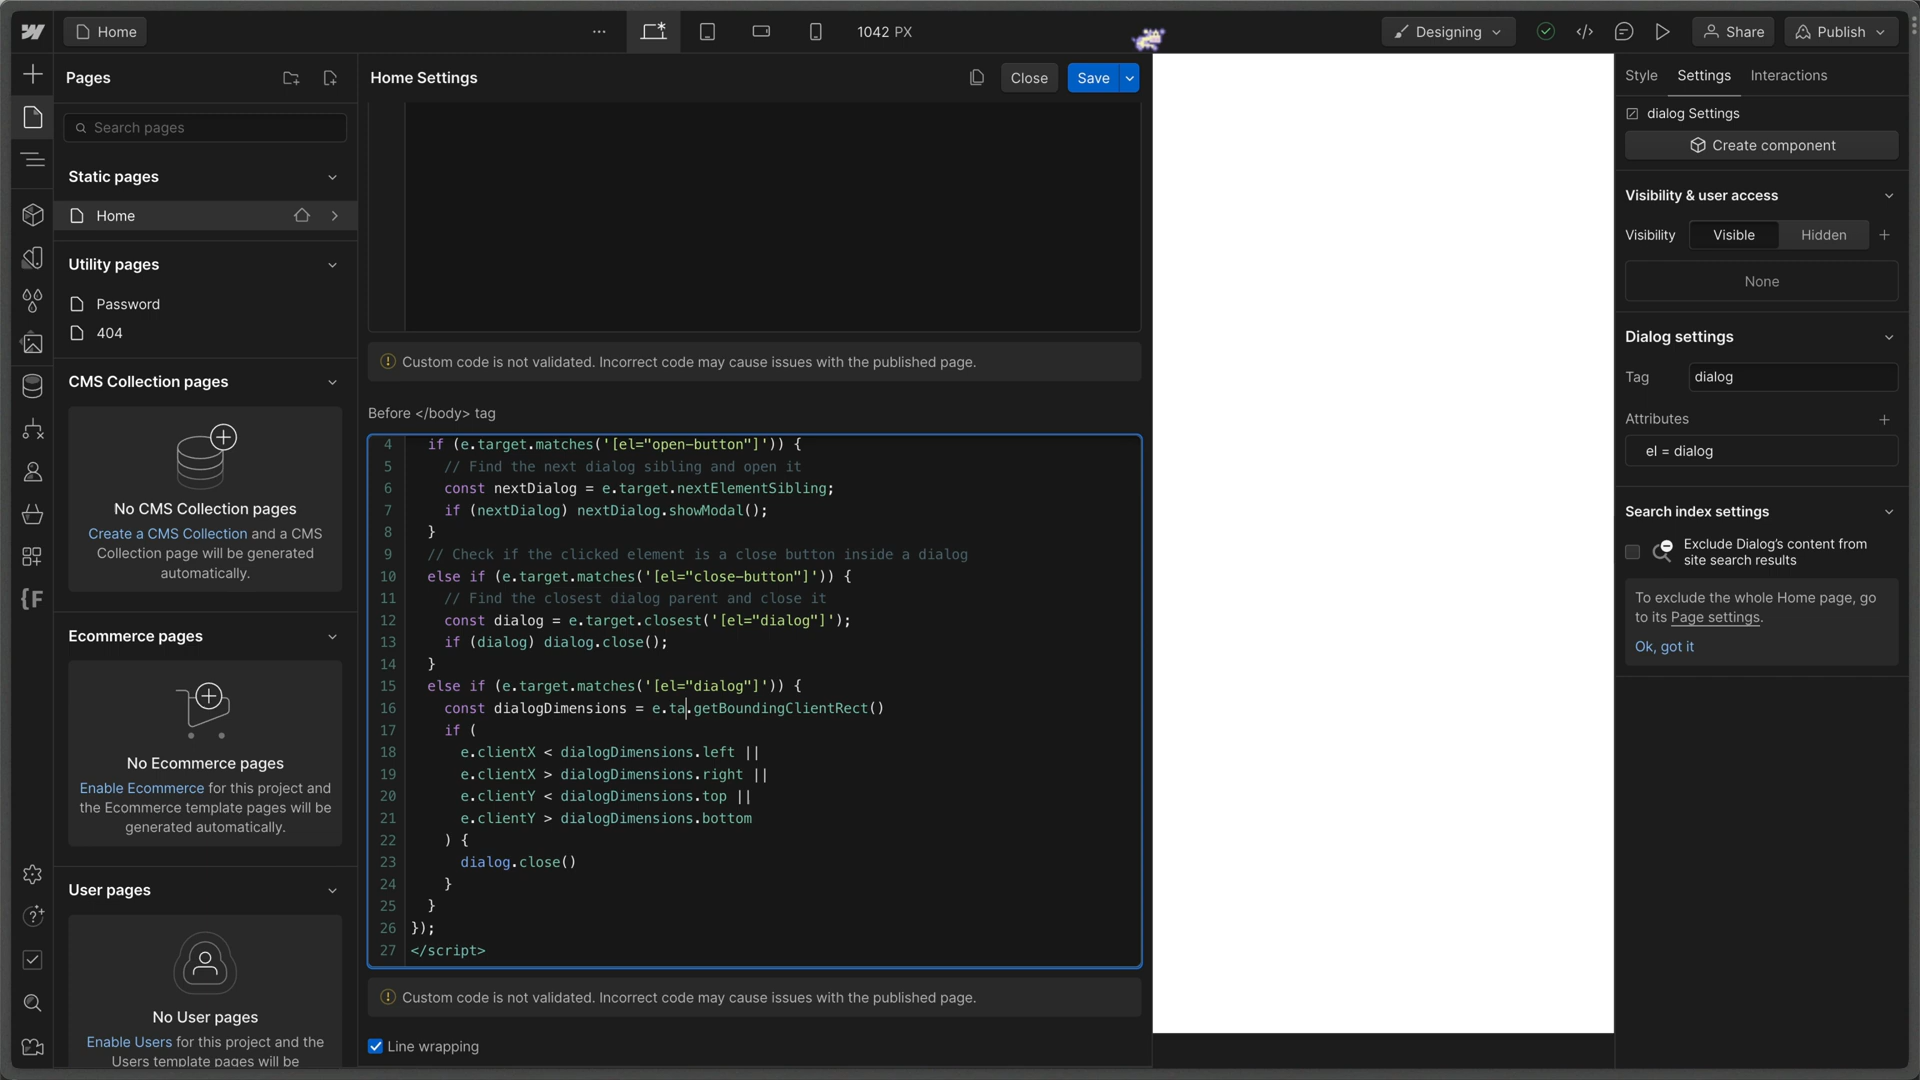 Home
1042 PX
Designing
Share
Publish
Pages
Search pages
Static pages
Home
Utility pages
Password
404
CMS Collection pages
No CMS Collection pages
Create a CMS Collection and a CMS
Collection page will be generated
automatically.
Ecommerce pages
No Ecommerce pages
Enable Ecommerce for this project and
the Ecommerce template pages will be
generated automatically.
User pages
No User pages
Enable Users for this project and the
Users template pages will be
Home Settings
Close
Save
Custom code is not validated. Incorrect code may cause issues with the published page.
Before </body> tag
4 if (e.target.matches('[el="open-button"]')) {
5 // Find the next dialog sibling and open it
6 const nextDialog = e.target.nextElementSibling;
7 if (nextDialog) nextDialog.showModal();
8 }
9 // Check if the clicked element is a close button inside a dialog
10 else if (e.target.matches('[el="close-button"]')) {
11 // Find the closest dialog parent and close it
12 const dialog = e.target.closest('[el="dialog"]');
13 if (dialog) dialog.close();
14 }
15 else if (e.target.matches('[el="dialog"]')) {
16 const dialogDimensions = e.ta.getBoundingClientRect()
17 if (
18 e.clientX < dialogDimensions.left ||
19 e.clientX > dialogDimensions.right ||
20 e.clientY < dialogDimensions.top ||
21 e.clientY > dialogDimensions.bottom
22 ) {
23 dialog.close()
24 }
25 }
26 });
27 </script>
Custom code is not validated. Incorrect code may cause issues with the published page.
Line wrapping
Style Settings Interactions
dialog Settings
Create component
Visibility & user access
Visibility Visible Hidden
None
Dialog settings
Tag dialog
Attributes
el = dialog
Search index settings
Exclude Dialog's content from
site search results
To exclude the whole Home page, go
to its Page settings.
Ok, got it